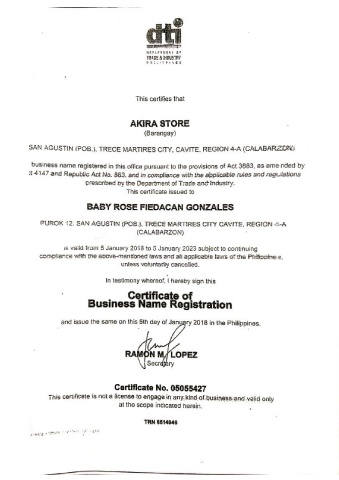 dti
DEPARTMENT OF
TRADE & INDUSTRY
PHILIPPINES
This certifies that
AKIRA STORE
(Barangay)
SAN AGUSTIN (POB.), TRECE MARTIRES CITY, CAVITE, REGION 4-A (CALABARZON)
business name registered in this office pursuant to the provisions of Act 3883, as amended by
t 4147 and Republic Act No. 863, and in compliance with the applicable rules and regulations
prescribed by the Department of Trade and Industry.
This certificate issued to
BABY ROSE FIEDACAN GONZALES
PUROK 12, SAN AGUSTIN (POB.), TRECE MARTIRES CITY CAVITE, REGION 4-A
(CALABARZON)
is valid from 5 January 2018 to 5 January 2023 subject to continuing
compliance with the above-mentioned laws and all applicable laws of the Philippines,
unless voluntarily cancelled.
In testimony whereof, I hereby sign this
Certificate of
Business Name Registration
and issue the same on this 5th day of January 2018 in the Philippines.
RAMON M. LOPEZ
Secretary
Certificate No. 05055427
This certificate is not a license to engage in any kind of business and valid only
at the scope indicated herein.
TRN 6514846